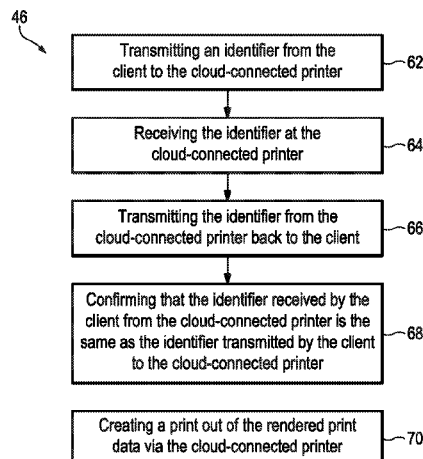 46
Transmitting an identifier from the
client to the cloud-connected printer
62
Receiving the identifier at the
cloud-connected printer
64
Transmitting the identifier from the
cloud-connected printer back to the client
66
Confirming that the identifier received by the
client from the cloud-connected printer is the
same as the identifier transmitted by the client
to the cloud-connected printer
68
Creating a print out of the rendered print
data via the cloud-connected printer
70